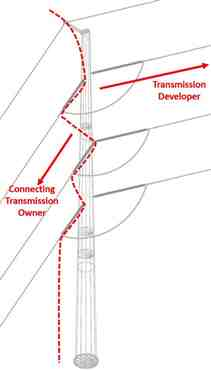 Transmission
Developer
Connecting
Transmission
Owner